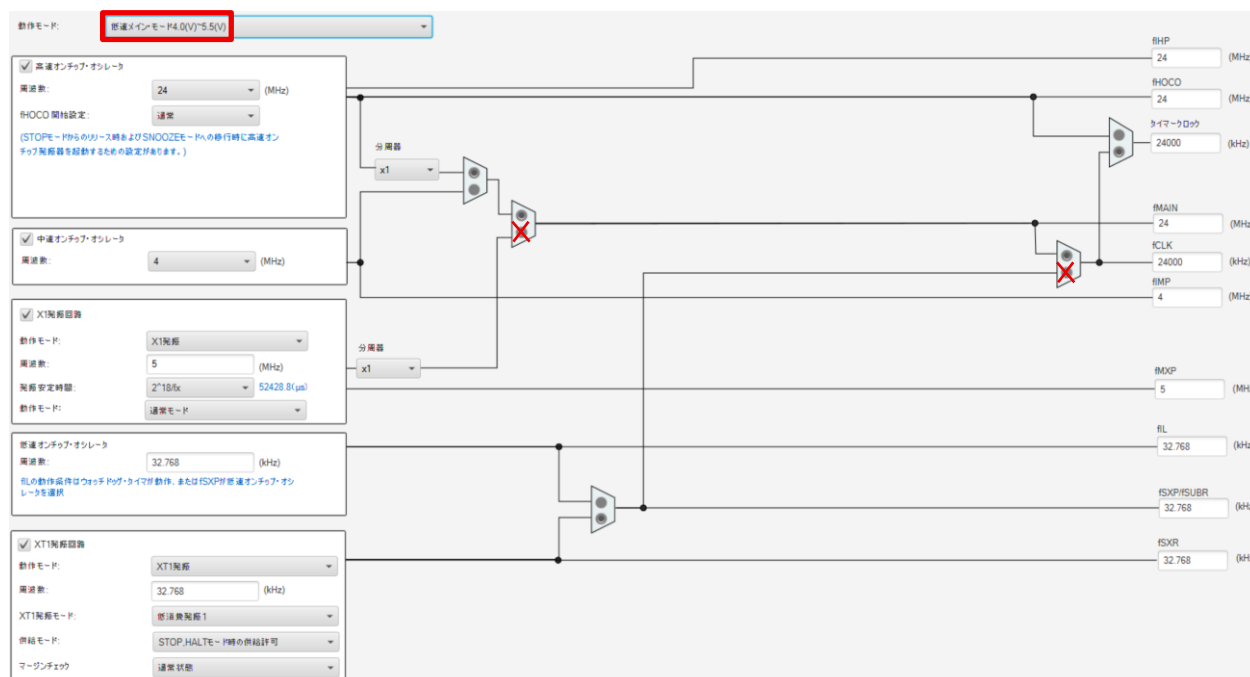 動作モード: 低速メイン・モード4.0(V)~5.5(V)
高速オンチップ・オシレータ
周波数: 24 (MHz)
fHOCO 開始設定: 通常
(STOPモードからのリリース時およびSNOOZEモードへの移行時に高速オン
チップ発振器を起動するための設定があります。)
中速オンチップ・オシレータ
周波数: 4 (MHz)
X1発振回路
動作モード: X1発振
周波数: 5 (MHz)
発振安定時間: 2^18/fx 52428.8(μs)
動作モード: 通常モード
低速オンチップ・オシレータ
周波数: 32.768 (kHz)
fILの動作条件はウォッチドッグ・タイマが動作、またはfSXPが低速オンチップ・オシ
レータを選択
XT1発振回路
動作モード: XT1発振
周波数: 32.768 (kHz)
XT1発振モード: 低消費発振1
供給モード: STOP,HALTモード時の供給許可
マージンチェック 通常状態
分周器
x1
分周器
x1
fIHP
24 (MHz
fHOCO
24 (MHz
タイマークロック
24000 (kHz)
fMAIN
24 (MHz
fCLK
24000 (kHz)
fIMP
4 (MHz
fMXP
5 (MH
fIL
32.768 (kHz
fSXP/fSUBR
32.768 (kHz
fSXR
32.768 (kH